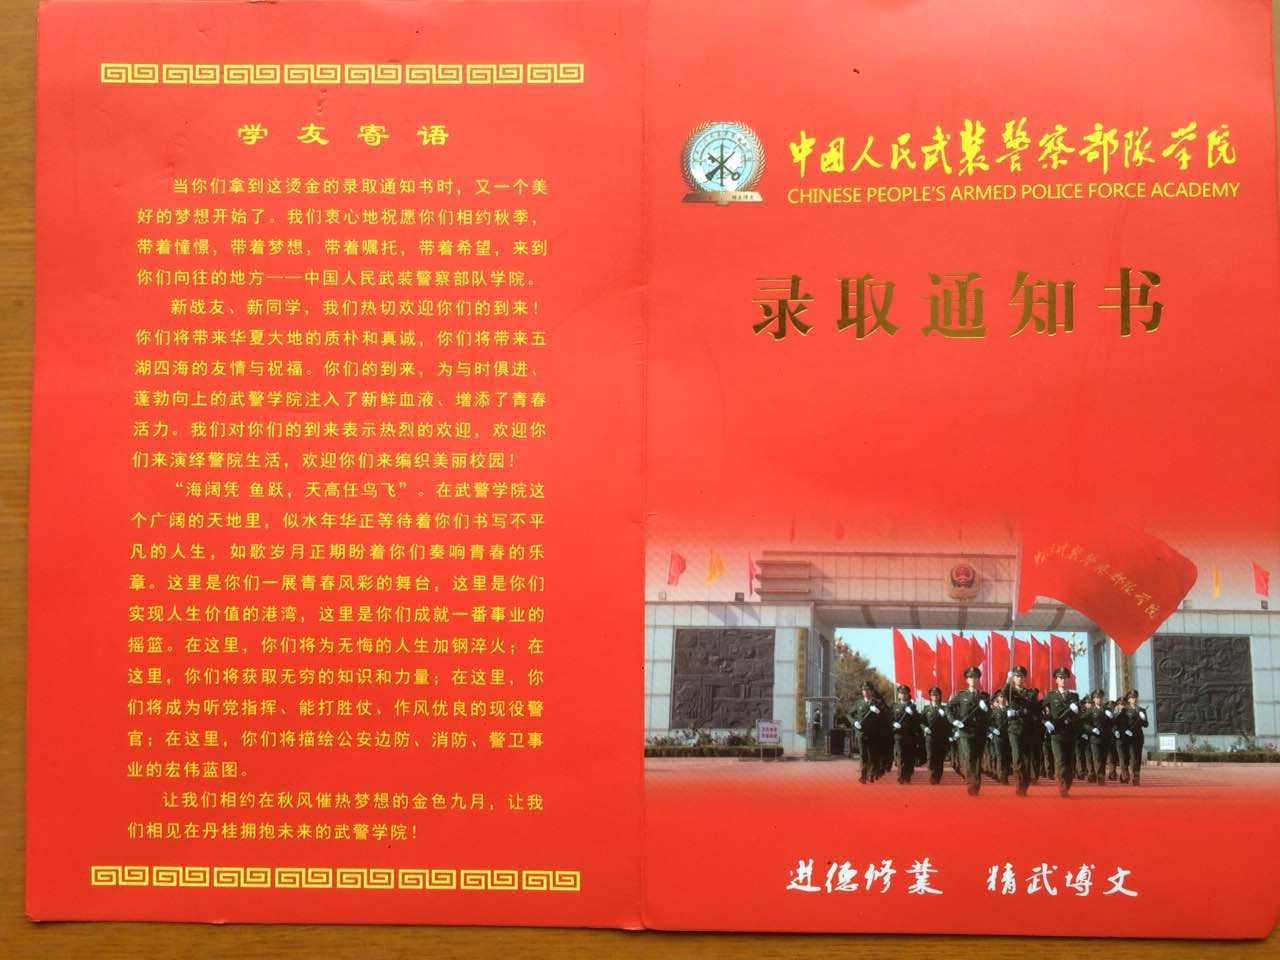 学友寄语
当你们拿到这烫金的录取通知书时，又一个美
好的梦想开始了。我们衷心地祝愿你们相约秋季，
带着憧憬，带着梦想，带着嘱托，带着希望，来到
你们向往的地方——中国人民武装警察部队学院。
新战友、新同学，我们热切欢迎你们的到来！
你们将带来华夏大地的质朴和真诚，你们将带来五
湖四海的友情与祝福。你们的到来，为与时俱进、
蓬勃向上的武警学院注入了新鲜血液、增添了青春
活力。我们对你们的到来表示热烈的欢迎，欢迎你
们来演绎警院生活，欢迎你们来编织美丽校园！
“海阔凭 鱼跃，天高任鸟飞”。在武警学院这
个广阔的天地里，似水年华正等待着你们书写不平
凡的人生，如歌岁月正期盼着你们奏响青春的乐
章。这里是你们一展青春风彩的舞台，这里是你们
实现人生价值的港湾，这里是你们成就一番事业的
摇篮。在这里，你们将为无悔的人生加钢淬火；在
这里，你们将获取无穷的知识和力量；在这里，你
们将成为听党指挥、能打胜仗、作风优良的现役警
官；在这里，你们将描绘公安边防、消防、警卫事
业的宏伟蓝图。
让我们相约在秋风催热梦想的金色九月，让我
们相见在丹桂拥抱未来的武警学院！
中國人民武装警察部隊学院
CHINESE PEOPLE'S ARMED POLICE FORCE ACADEMY
录取通知书
武装警察部隊学院
进德修業 精武博文